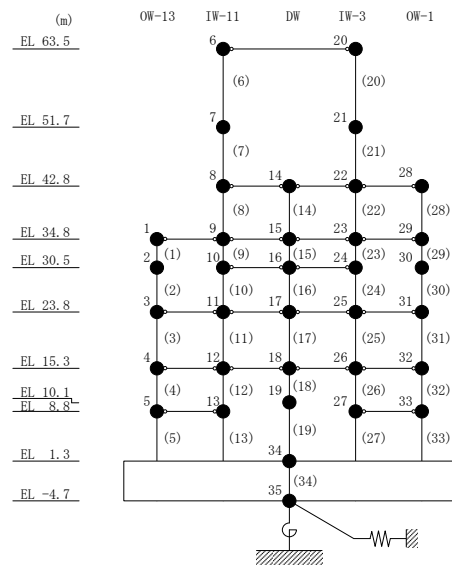 (m) OW-13 IW-11 DW IW-3 OW-1
EL 63.5 6 20
(6) (20)
EL 51.7 7 21
(7) (21)
EL 42.8 8 14 22 28
(8) (14) (22) (28)
EL 34.8 1 9 15 23 29
(1) (9) (15) (23) (29)
EL 30.5 2 10 16 24 30
(2) (10) (16) (24) (30)
EL 23.8 3 11 17 25 31
(3) (11) (17) (25) (31)
EL 15.3 4 12 18 26 32
(4) (12) (18) (26) (32)
EL 10.1 19
EL 8.8 5 13 27 33
(5) (13) (19) (27) (33)
EL 1.3 34
(34)
EL -4.7 35